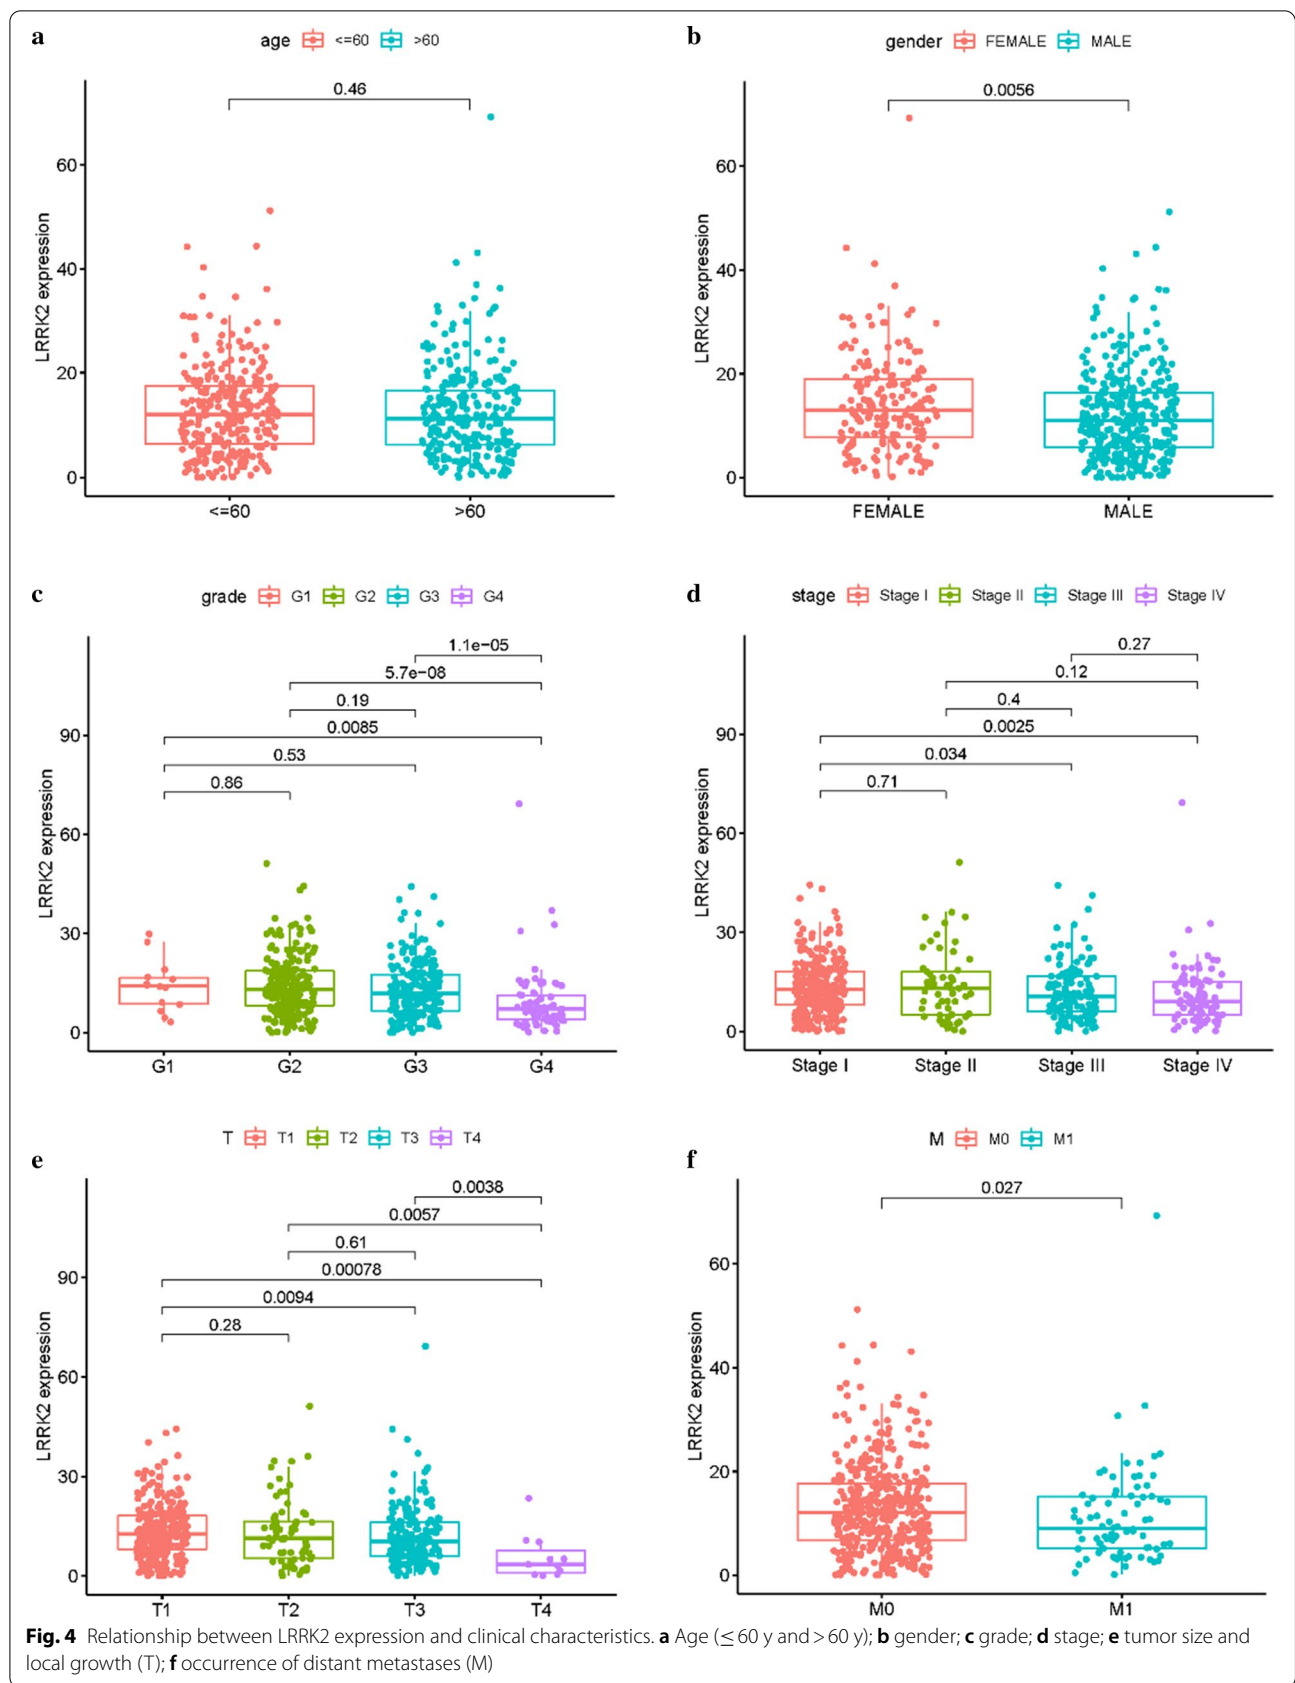 a
age <=60 >60
0.46
60
40
20
0
LRRK2 expression
<=60 >60
b
gender FEMALE MALE
0.0056
60
40
20
0
LRRK2 expression
FEMALE MALE
c
grade G1 G2 G3 G4
1.1e−05
5.7e−08
0.19
0.0085
0.53
0.86
90
60
30
0
LRRK2 expression
G1 G2 G3 G4
d
stage Stage I Stage II Stage III Stage IV
0.27
0.12
0.4
0.0025
0.034
0.71
90
60
30
0
LRRK2 expression
Stage I Stage II Stage III Stage IV
e
T T1 T2 T3 T4
0.0038
0.0057
0.61
0.00078
0.0094
0.28
90
60
30
0
LRRK2 expression
T1 T2 T3 T4
f
M M0 M1
0.027
60
40
20
0
LRRK2 expression
M0 M1
Fig. 4 Relationship between LRRK2 expression and clinical characteristics. a Age (≤ 60 y and > 60 y); b gender; c grade; d stage; e tumor size and
local growth (T); f occurrence of distant metastases (M)